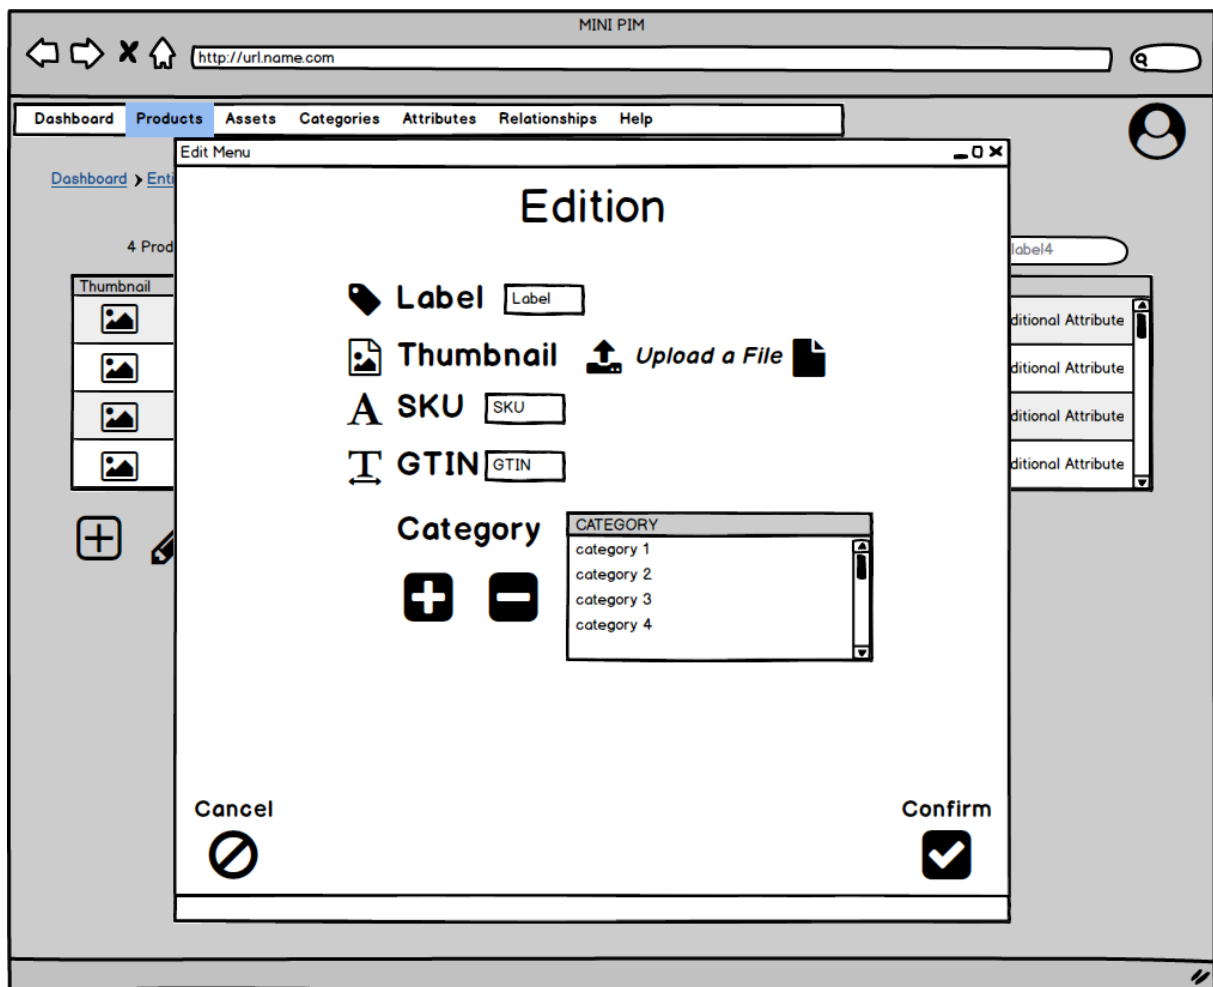 MINI PIM
http://url.name.com
Dashboard Products Assets Categories Attributes Relationships Help
Edit Menu
Dashboard Enti
Edition
4 Prod
label4
Thumbnail
Label Label
ditional Attribute
Thumbnail Upload a File
ditional Attribute
SKU SKU
ditional Attribute
GTIN GTIN
ditional Attribute
Category CATEGORY
category 1
category 2
category 3
category 4
Cancel
Confirm